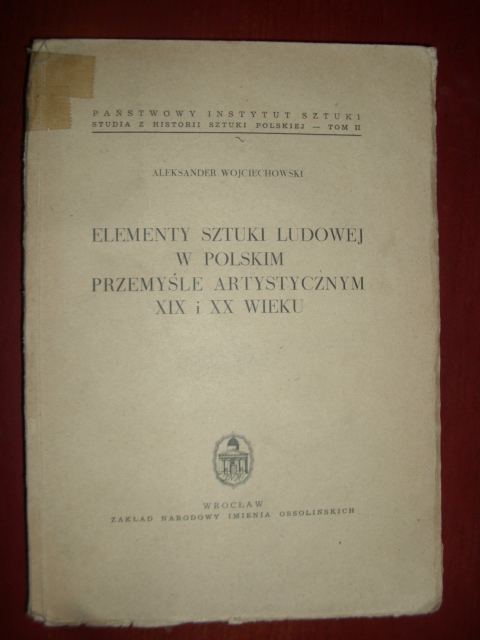 PAŃSTWOWY INSTYTUT SZTUKI
STUDIA Z HISTORII SZTUKI POLSKIEJ — TOM II
ALEKSANDER WOJCIECHOWSKI
ELEMENTY SZTUKI LUDOWEJ
W POLSKIM
PRZEMYŚLE ARTYSTYCZNYM
XIX i XX WIEKU
WROCŁAW
ZAKŁAD NARODOWY IMIENIA OSSOLIŃSKICH